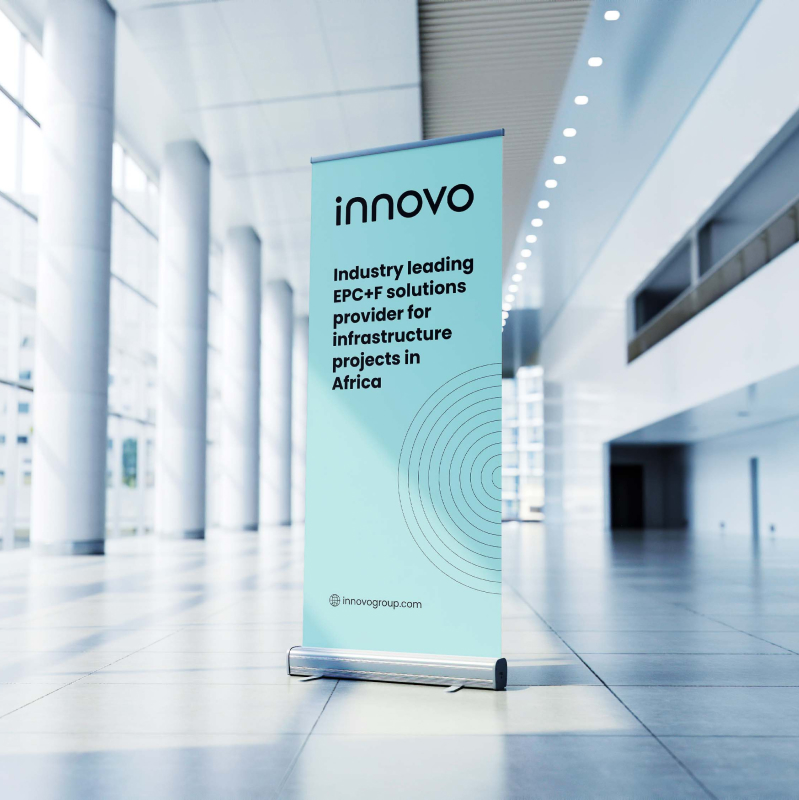 innovo
Industry leading
EPC+F solutions
provider for
infrastructure
projects in
Africa
innovogroup.com